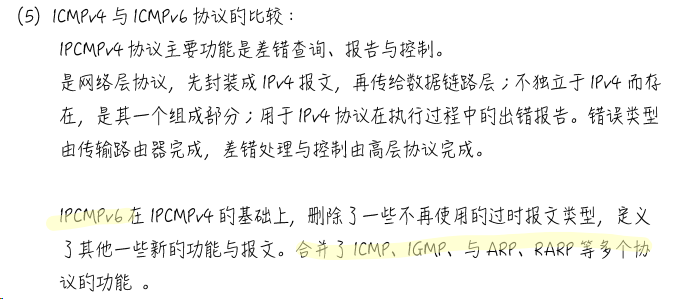 (5) ICMPv4 与 ICMPv6 协议的比较：
IPCMPv4 协议主要功能是差错查询、报告与控制。
是网络层协议，先封装成 IPv4 报文，再传给数据链路层；不独立于 IPv4 而存
在，是其一个组成部分；用于 IPv4 协议在执行过程中的出错报告。错误类型
由传输路由器完成，差错处理与控制由高层协议完成。
IPCMPv6 在 IPCMPv4 的基础上，删除了一些不再使用的过时报文类型，定义
了其他一些新的功能与报文。合并了 ICMP、IGMP、与 ARP、RARP 等多个协
议的功能 。